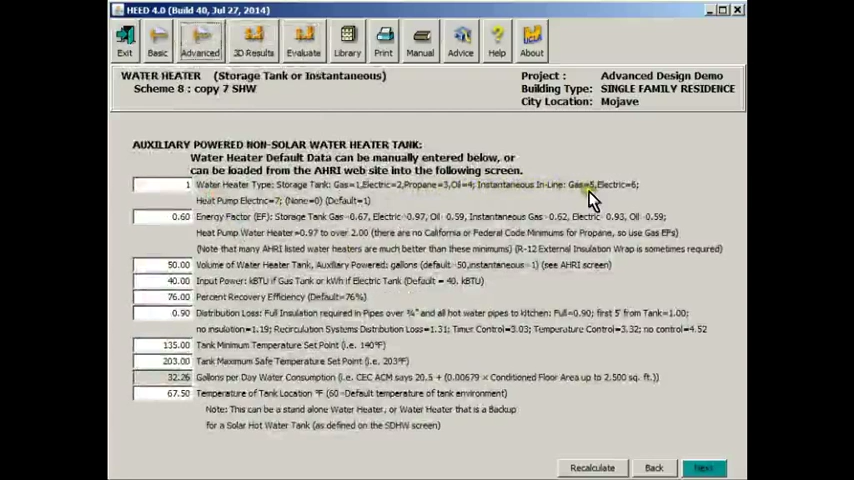 HEED 4.0 (Build 40, Jul 27, 2014)
Exit Basic Advanced 3D Results Evaluate Library Print Manual Advice Help About
WATER HEATER (Storage Tank or Instantaneous)
Scheme 8 : copy 7 SHW
Project : Advanced Design Demo
Building Type: SINGLE FAMILY RESIDENCE
City Location: Mojave
AUXILIARY POWERED NON-SOLAR WATER HEATER TANK:
Water Heater Default Data can be manually entered below, or
can be loaded from the AHRI web site into the following screen.
1 Water Heater Type: Storage Tank: Gas=1,Electric=2,Propane=3,Oil=4; Instantaneous In-Line: Gas=5,Electric=6;
Heat Pump Electric=7; (None=0) (Default=1)
0.60 Energy Factor (EF): Storage Tank Gas=0.67, Electric=0.97, Oil=0.59, Instantaneous Gas=0.62, Electric=0.93, Oil=0.59;
Heat Pump Water Heater=0.97 to over 2.00 (there are no California or Federal Code Minimums for Propane, so use Gas EFs)
(Note that many AHRI listed water heaters are much better than these minimums) (R-12 External Insulation Wrap is sometimes required)
50.00 Volume of Water Heater Tank, Auxiliary Powered: gallons (default=50,instantaneous=1) (see AHRI screen)
40.00 Input Power: kBTU if Gas Tank or kWh if Electric Tank (Default = 40. kBTU)
76.00 Percent Recovery Efficiency (Default=76%)
0.90 Distribution Loss: Full Insulation required in Pipes over ¾" and all hot water pipes to kitchen: Full=0.90; first 5' from Tank=1.00;
no insulation=1.19; Recirculation Systems Distribution Loss=1.31; Timer Control=3.03; Temperature Control=3.32; no control=4.52
135.00 Tank Minimum Temperature Set Point (i.e. 140°F)
203.00 Tank Maximum Safe Temperature Set Point (i.e. 203°F)
32.26 Gallons per Day Water Consumption (i.e. CEC ACM says 20.5 + (0.00679 × Conditioned Floor Area up to 2,500 sq. ft.))
67.50 Temperature of Tank Location °F (60=Default temperature of tank environment)
Note: This can be a stand alone Water Heater, or Water Heater that is a Backup
for a Solar Hot Water Tank (as defined on the SDHW screen)
Recalculate Back Next